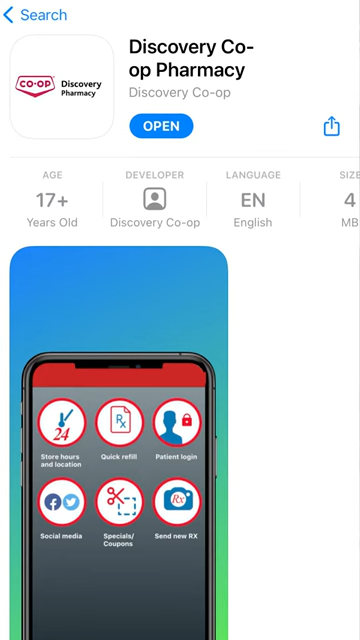 Search
CO-OP
Discovery
Pharmacy
Discovery Co-
op Pharmacy
Discovery Co-op
OPEN
AGE
17+
Years Old
DEVELOPER
Discovery Co-op
LANGUAGE
EN
English
SIZE
4
MB
24
Store hours
and location
Rx
Quick refill
Patient login
Social media
Specials/
Coupons
Rx
Send new RX